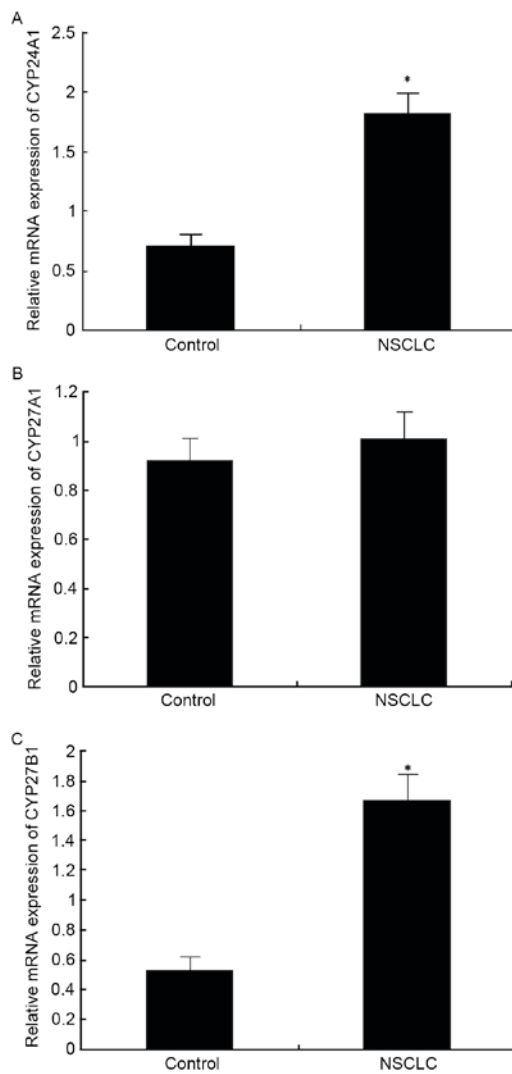 A
Relative mRNA expression of CYP24A1
2.5
2
1.5
1
0.5
0
*
Control
NSCLC
B
Relative mRNA expression of CYP27A1
1.2
1
0.8
0.6
0.4
0.2
0
Control
NSCLC
C
Relative mRNA expression of CYP27B1
2
1.8
1.6
1.4
1.2
1
0.8
0.6
0.4
0.2
0
*
Control
NSCLC